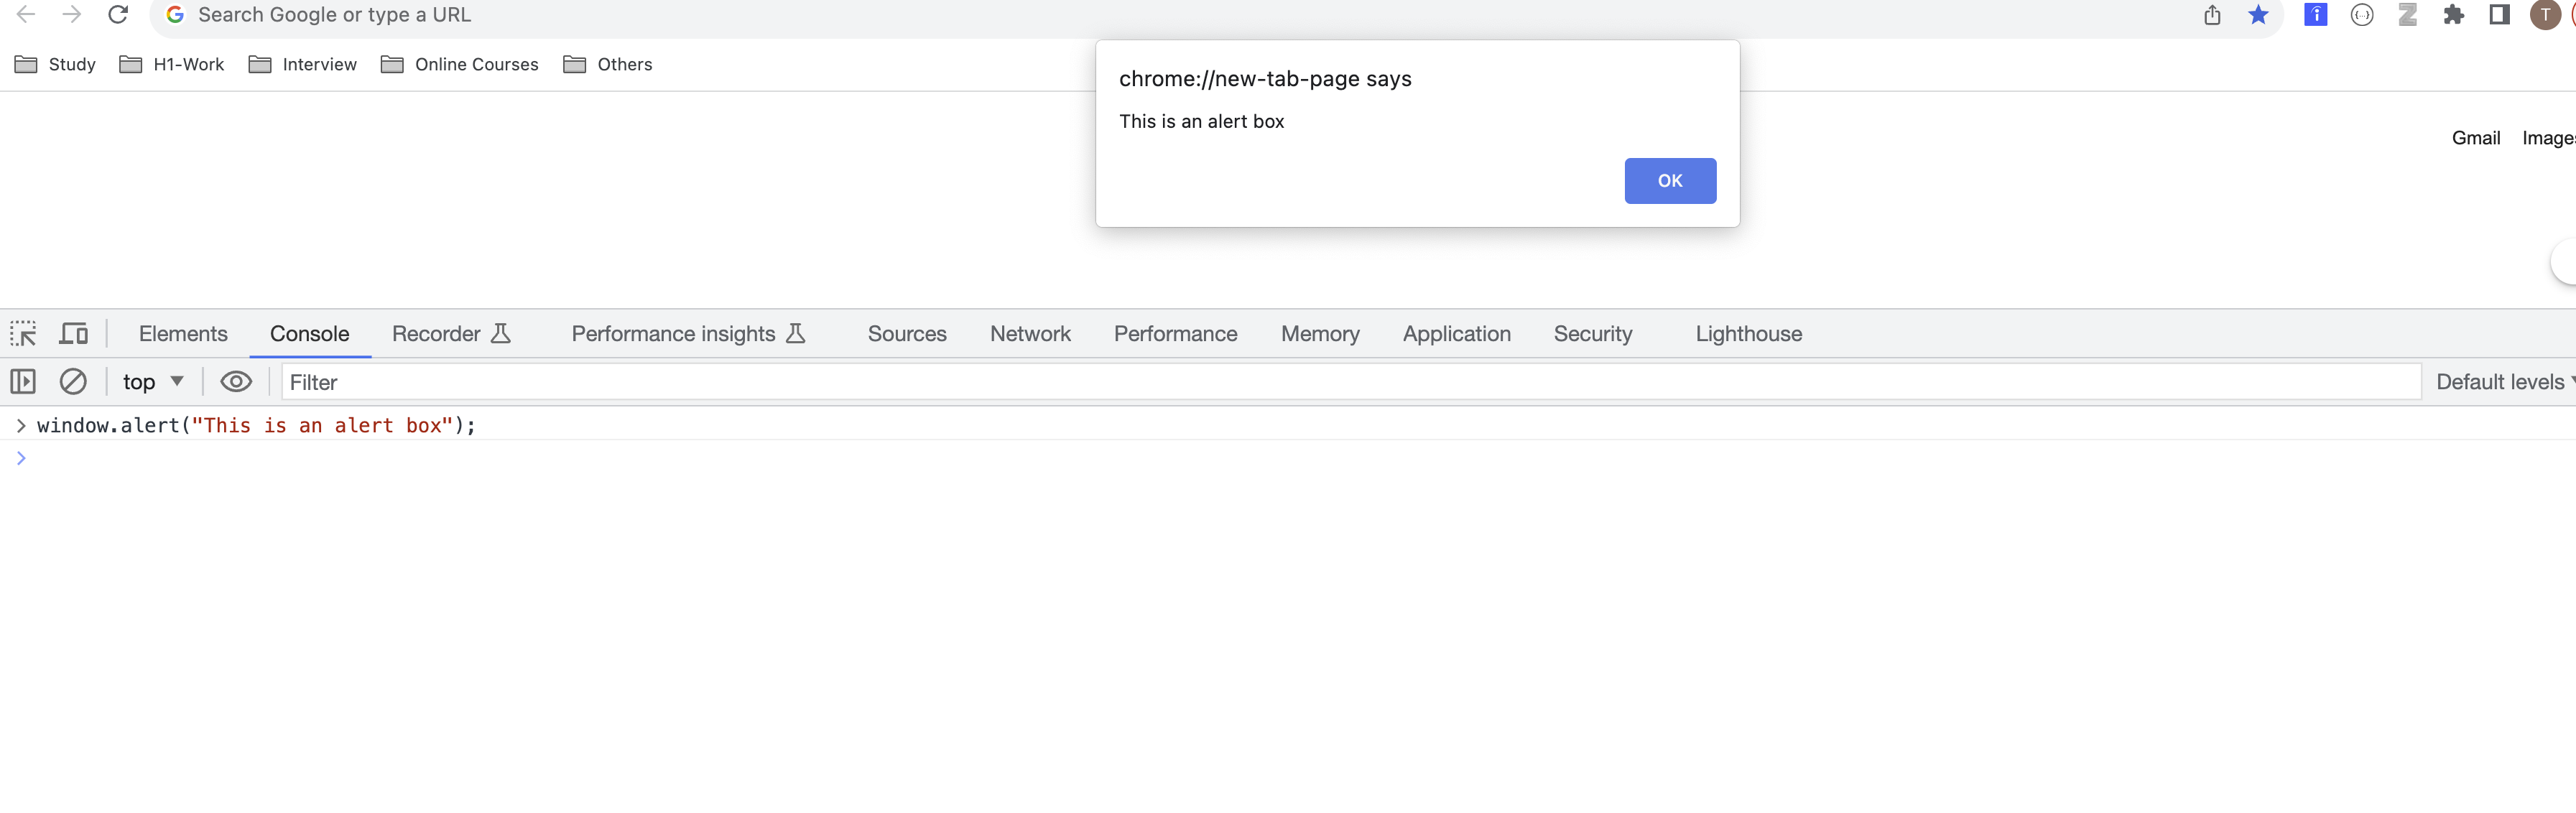 Search Google or type a URL
T
Study H1-Work Interview Online Courses Others
chrome://new-tab-page says
This is an alert box
OK
Gmail Images
Elements Console Recorder Performance insights Sources Network Performance Memory Application Security Lighthouse
top Filter Default levels
window.alert("This is an alert box");